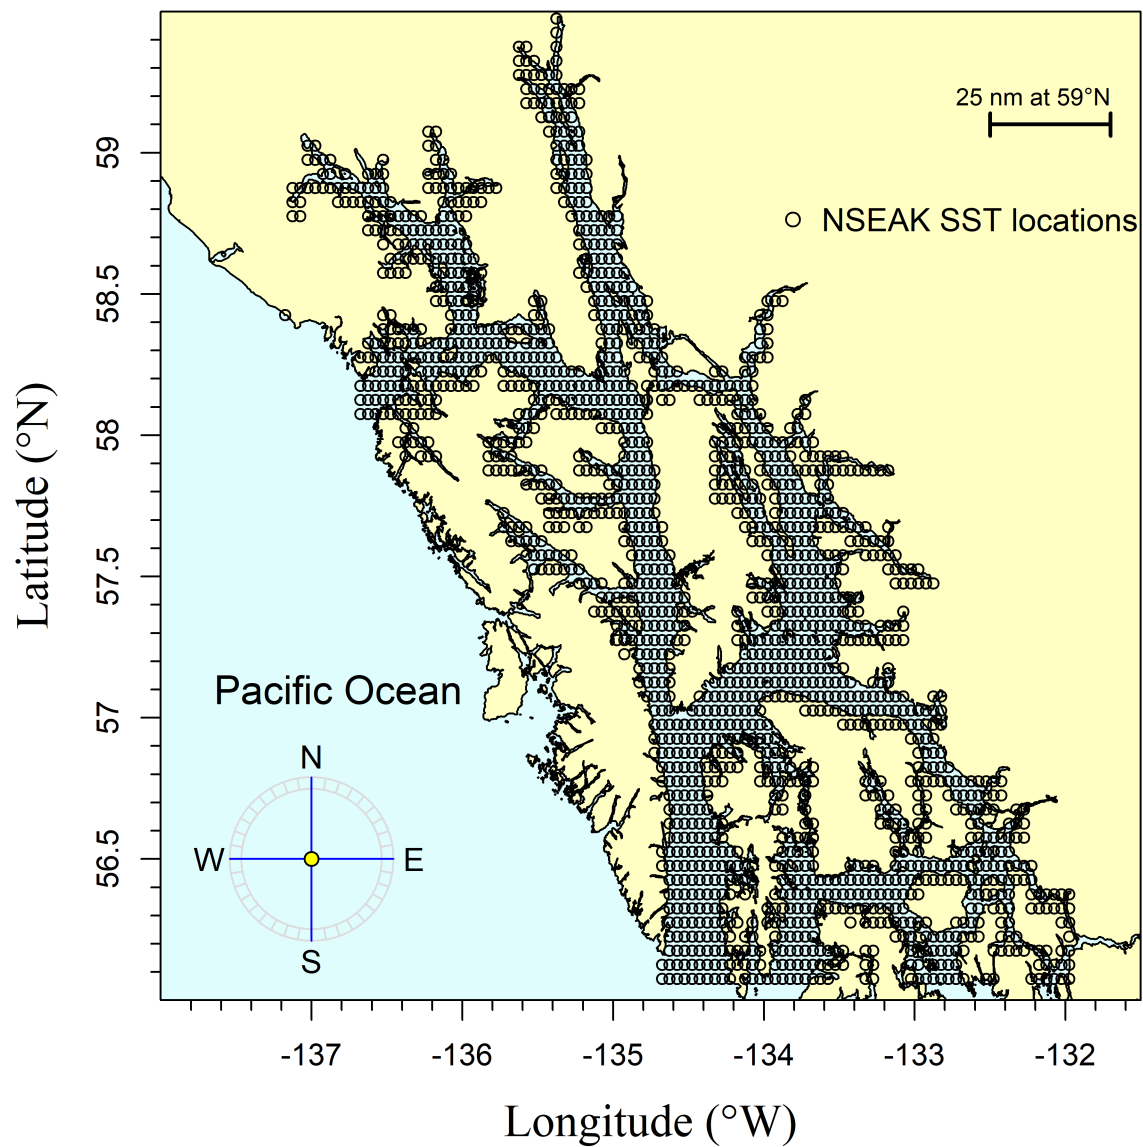 25 nm at 59°N
NSEAK SST locations
Latitude (°N)
59
58.5
58
57.5
57
56.5
Pacific Ocean
N
W
E
S
-137
-136
-135
-134
-133
-132
Longitude (°W)